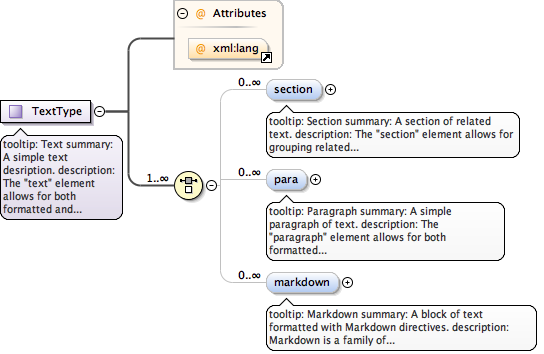 @ Attributes
@ xml:lang
TextType
tooltip: Text summary:
A simple text
desription: description:
The "text" element
allows for both
formatted and...
1..∞
0..∞
section
tooltip: Section summary: A section of related
text. description: The "section" element allows for
grouping related...
0..∞
para
tooltip: Paragraph summary: A simple
paragraph of text. description: The
"paragraph" element allows for both
formatted...
0..∞
markdown
tooltip: Markdown summary: A block of text
formatted with Markdown directives. description:
Markdown is a family of...